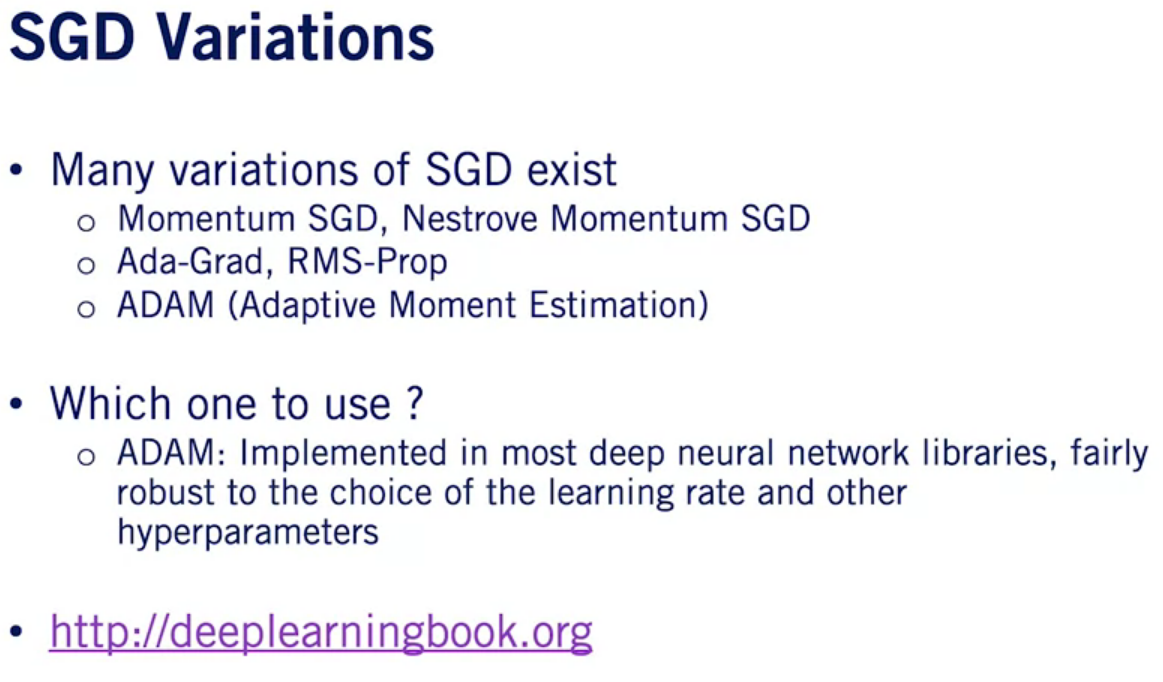 SGD Variations
• Many variations of SGD exist
o Momentum SGD, Nestrove Momentum SGD
o Ada-Grad, RMS-Prop
o ADAM (Adaptive Moment Estimation)
• Which one to use ?
o ADAM: Implemented in most deep neural network libraries, fairly
robust to the choice of the learning rate and other
hyperparameters
• http://deeplearningbook.org